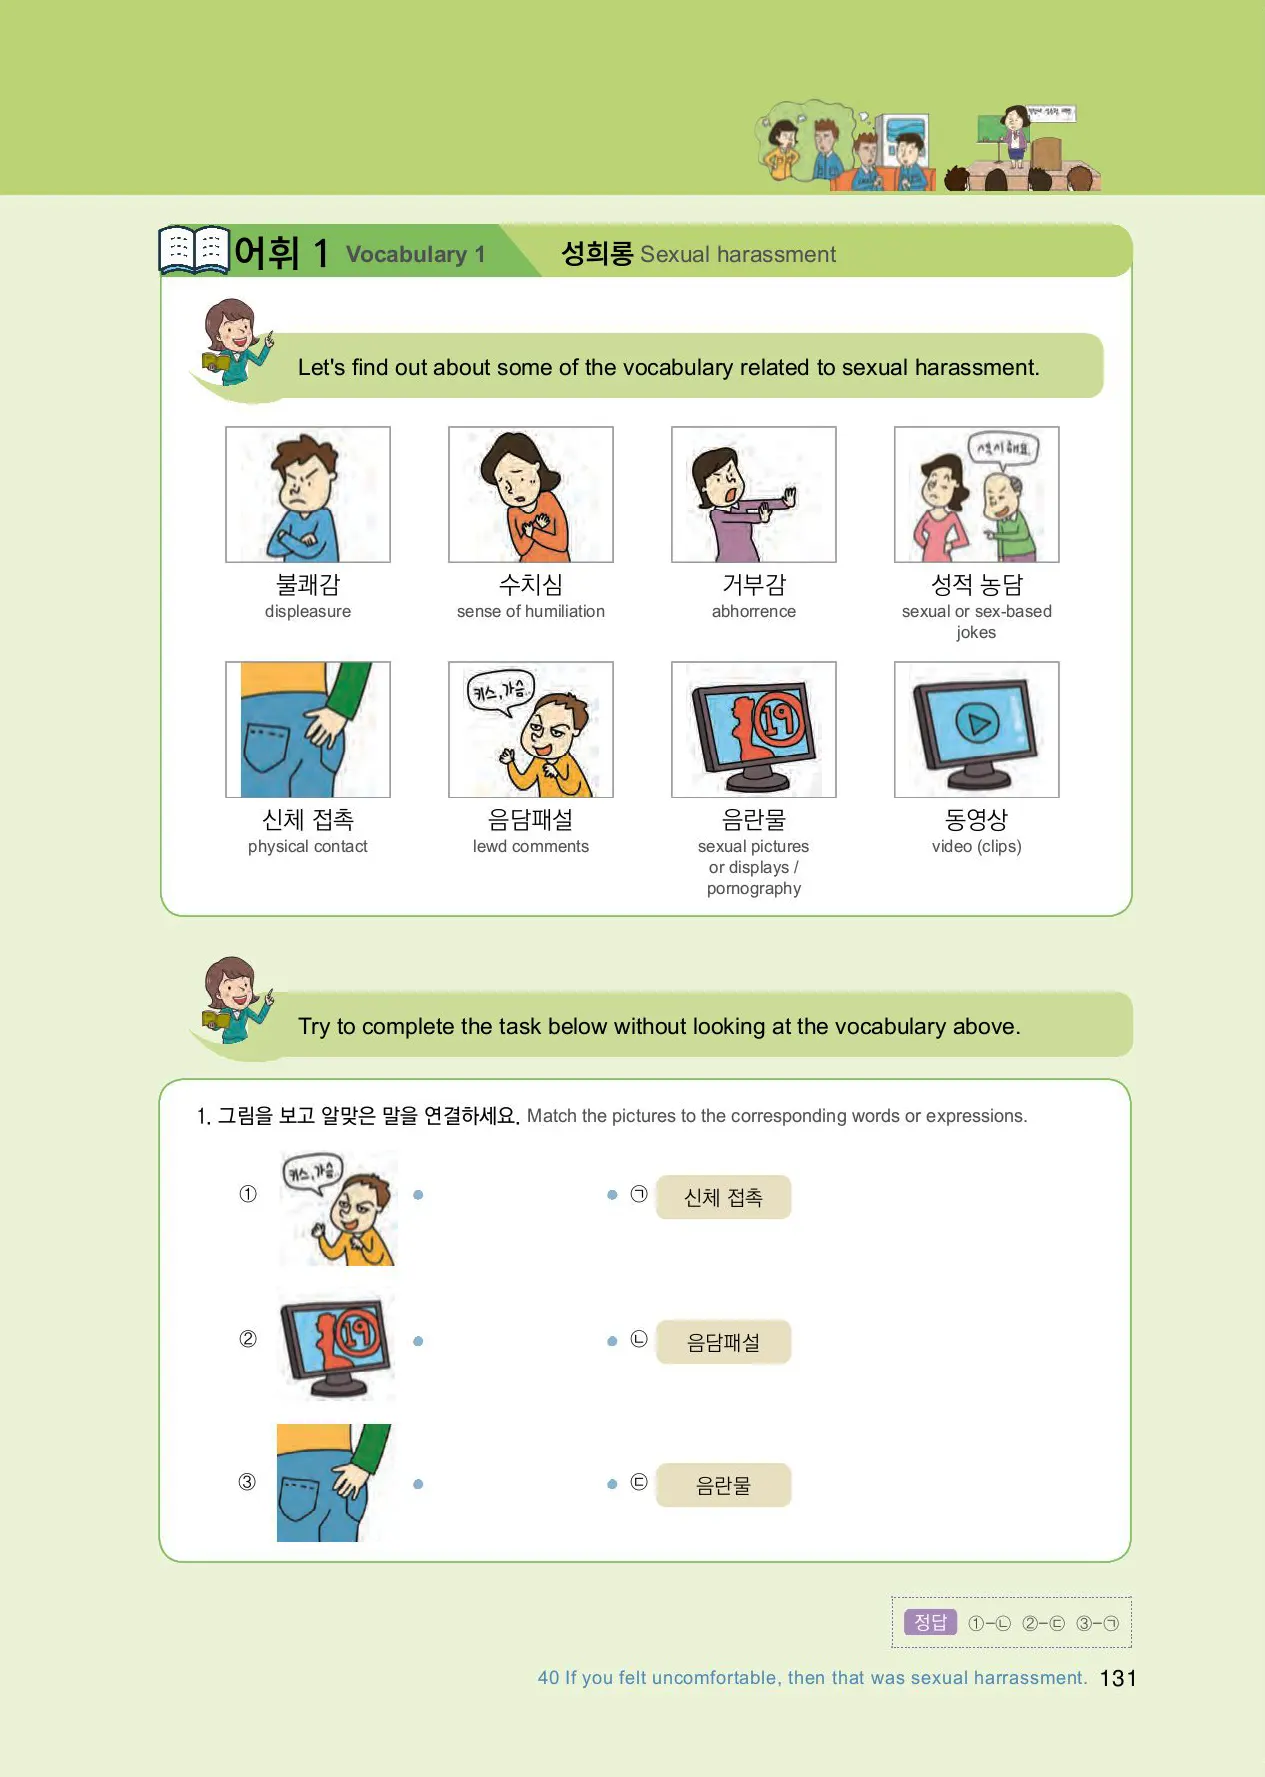 어휘 1 Vocabulary 1 성희롱 Sexual harassment
Let's find out about some of the vocabulary related to sexual harassment.
섹시해요.
불쾌감 수치심 거부감 성적 농담
displeasure sense of humiliation abhorrence sexual or sex-based
jokes
키스,가슴..
19
신체 접촉 음담패설 음란물 동영상
physical contact lewd comments sexual pictures video (clips)
or displays /
pornography
Try to complete the task below without looking at the vocabulary above.
1. 그림을 보고 알맞은 말을 연결하세요. Match the pictures to the corresponding words or expressions.
키스,가슴..
① ㉠ 신체 접촉
19
② ㉡ 음담패설
③ ㉢ 음란물
정답 ①-㉡ ②-㉢ ③-㉠
40 If you felt uncomfortable, then that was sexual harrassment. 131